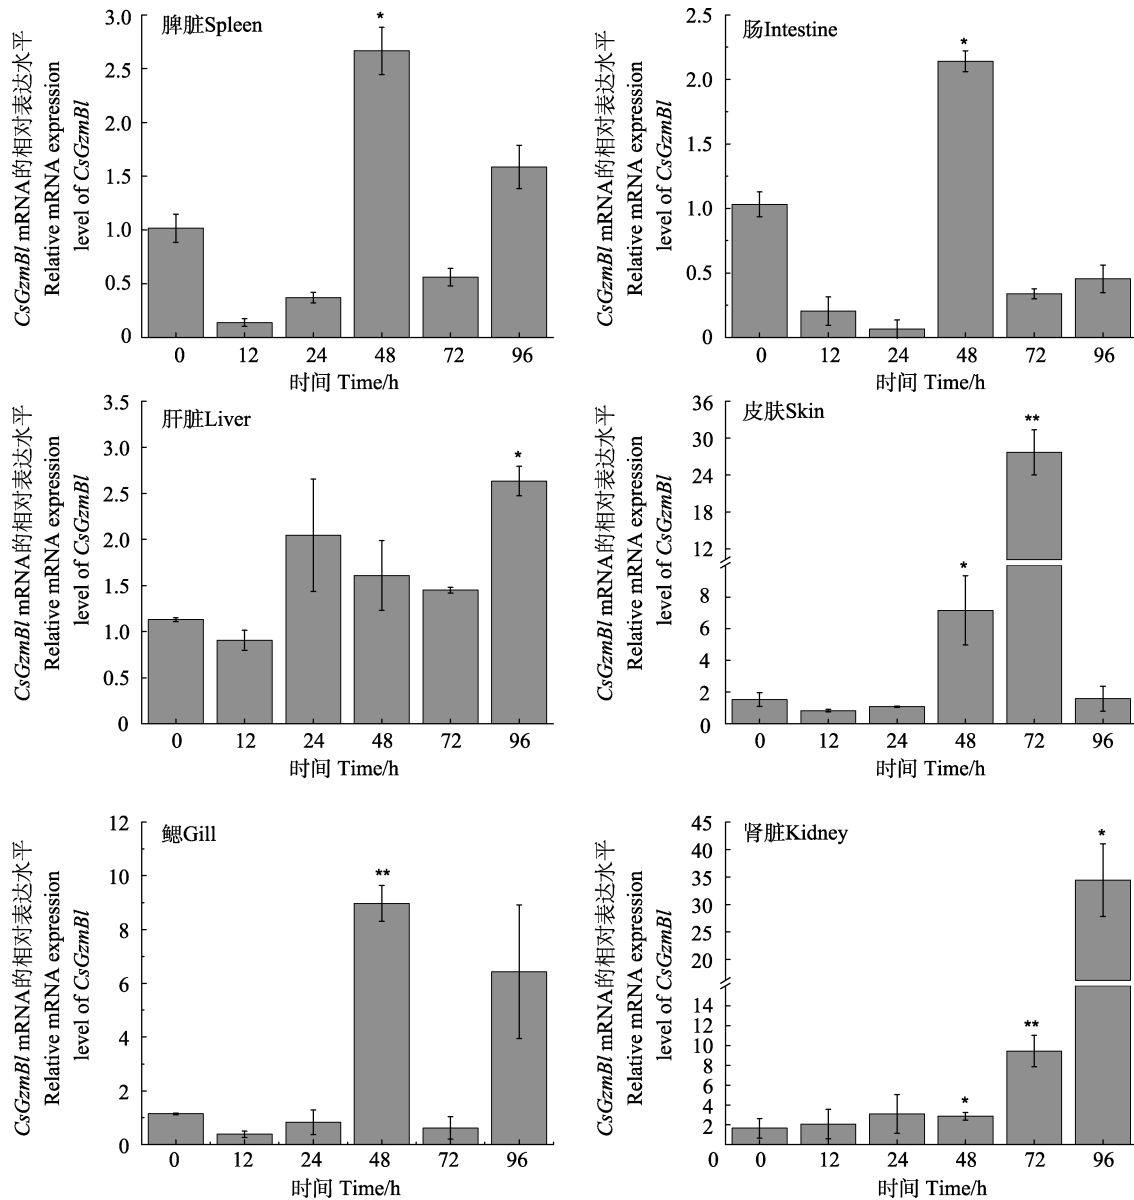 脾脏Spleen
CsGzmBl mRNA的相对表达水平
Relative mRNA expression
level of CsGzmBl
3.0
2.5
2.0
1.5
1.0
0.5
0
*
0 12 24 48 72 96
时间 Time/h
肠Intestine
CsGzmBl mRNA的相对表达水平
Relative mRNA expression
level of CsGzmBl
2.5
2.0
1.5
1.0
0.5
0
*
0 12 24 48 72 96
时间 Time/h
肝脏Liver
CsGzmBl mRNA的相对表达水平
Relative mRNA expression
level of CsGzmBl
3.5
3.0
2.5
2.0
1.5
1.0
0.5
0
*
0 12 24 48 72 96
时间 Time/h
皮肤Skin
CsGzmBl mRNA的相对表达水平
Relative mRNA expression
level of CsGzmBl
36
30
24
18
12
8
6
4
2
0
*
**
0 12 24 48 72 96
时间 Time/h
鳃Gill
CsGzmBl mRNA的相对表达水平
Relative mRNA expression
level of CsGzmBl
12
10
8
6
4
2
0
**
0 12 24 48 72 96
时间 Time/h
肾脏Kidney
CsGzmBl mRNA的相对表达水平
Relative mRNA expression
level of CsGzmBl
45
40
35
30
25
20
14
12
10
8
6
4
2
0
*
**
*
0 12 24 48 72 96
时间 Time/h